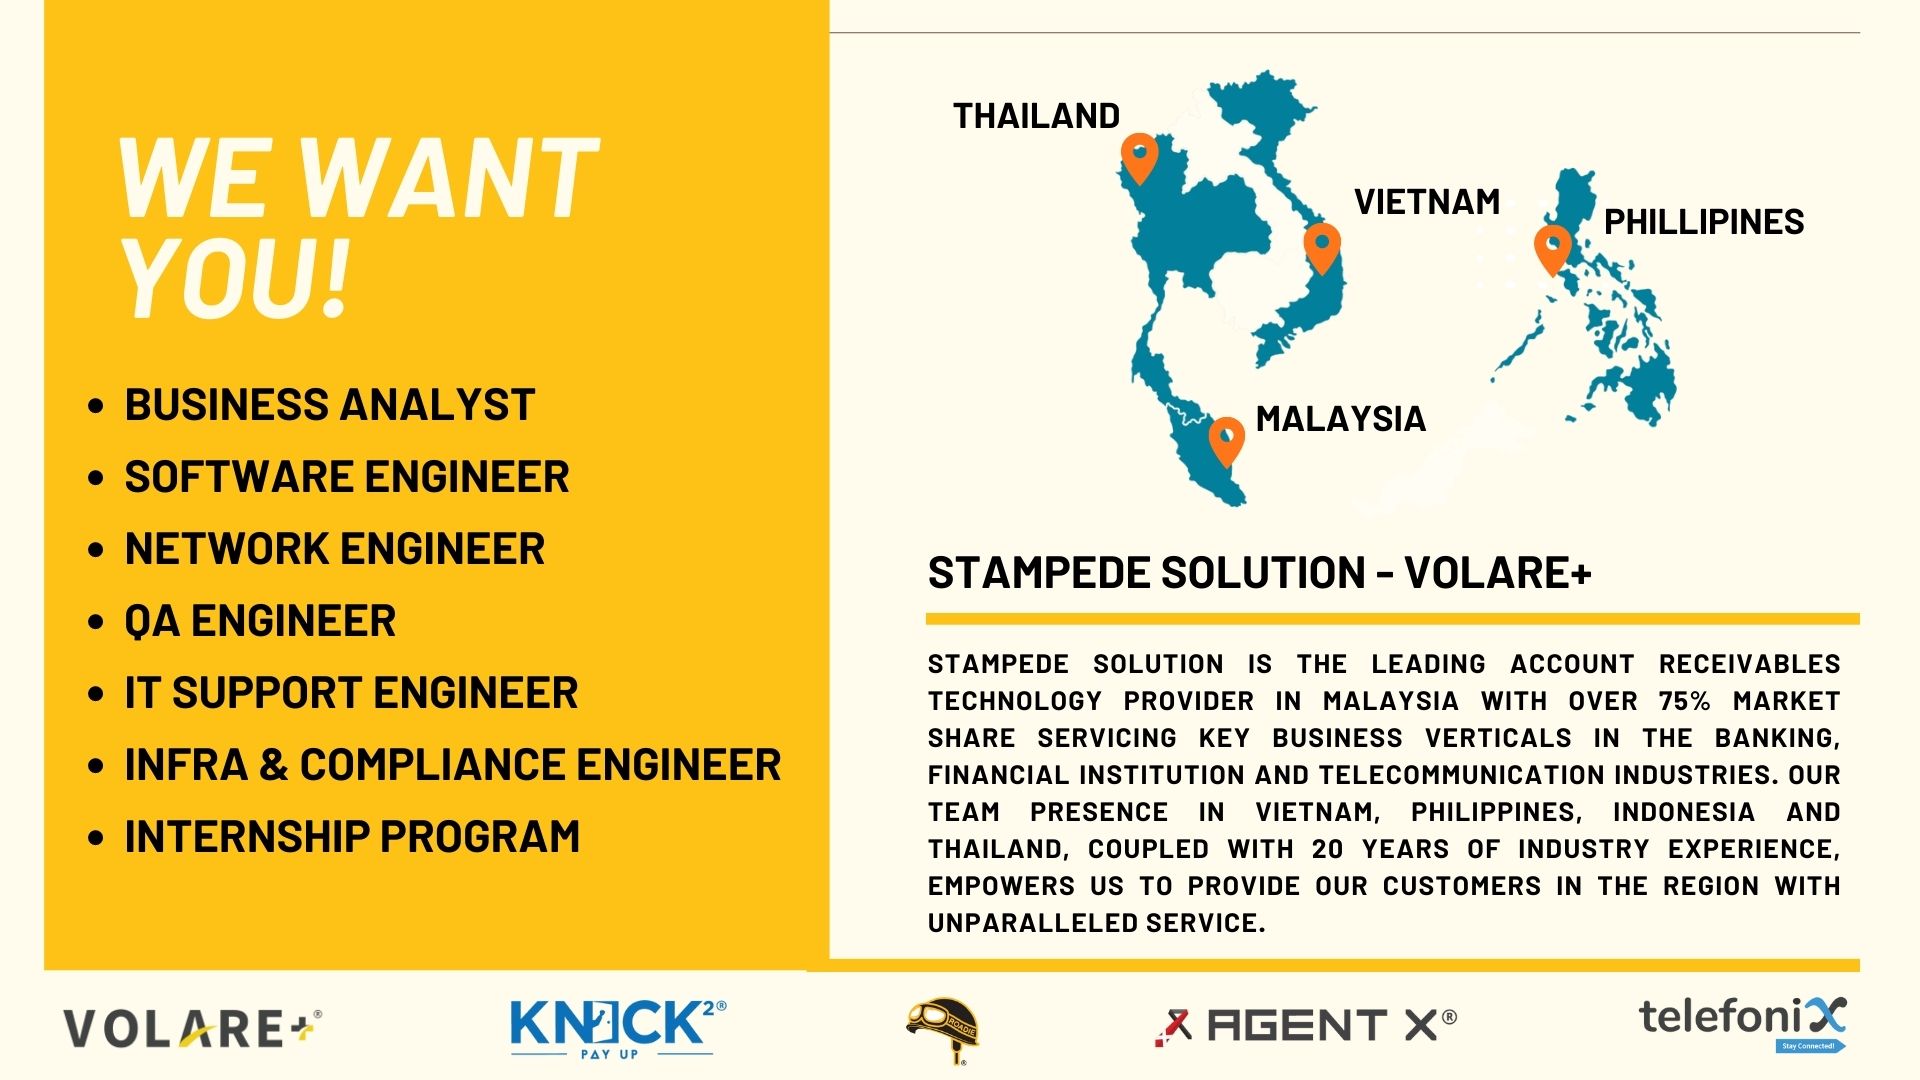 WE WANT
YOU!
• BUSINESS ANALYST
• SOFTWARE ENGINEER
• NETWORK ENGINEER
• QA ENGINEER
• IT SUPPORT ENGINEER
• INFRA & COMPLIANCE ENGINEER
• INTERNSHIP PROGRAM
THAILAND
VIETNAM
PHILLIPINES
MALAYSIA
STAMPEDE SOLUTION - VOLARE+
STAMPEDE SOLUTION IS THE LEADING ACCOUNT RECEIVABLES
TECHNOLOGY PROVIDER IN MALAYSIA WITH OVER 75% MARKET
SHARE SERVICING KEY BUSINESS VERTICALS IN THE BANKING,
FINANCIAL INSTITUTION AND TELECOMMUNICATION INDUSTRIES. OUR
TEAM PRESENCE IN VIETNAM, PHILIPPINES, INDONESIA AND
THAILAND, COUPLED WITH 20 YEARS OF INDUSTRY EXPERIENCE,
EMPOWERS US TO PROVIDE OUR CUSTOMERS IN THE REGION WITH
UNPARALLELED SERVICE.
VOLARE+®
KNOCK2®
PAY UP
ROADIE
®
AGENT X®
telefoniX
Stay Connected!